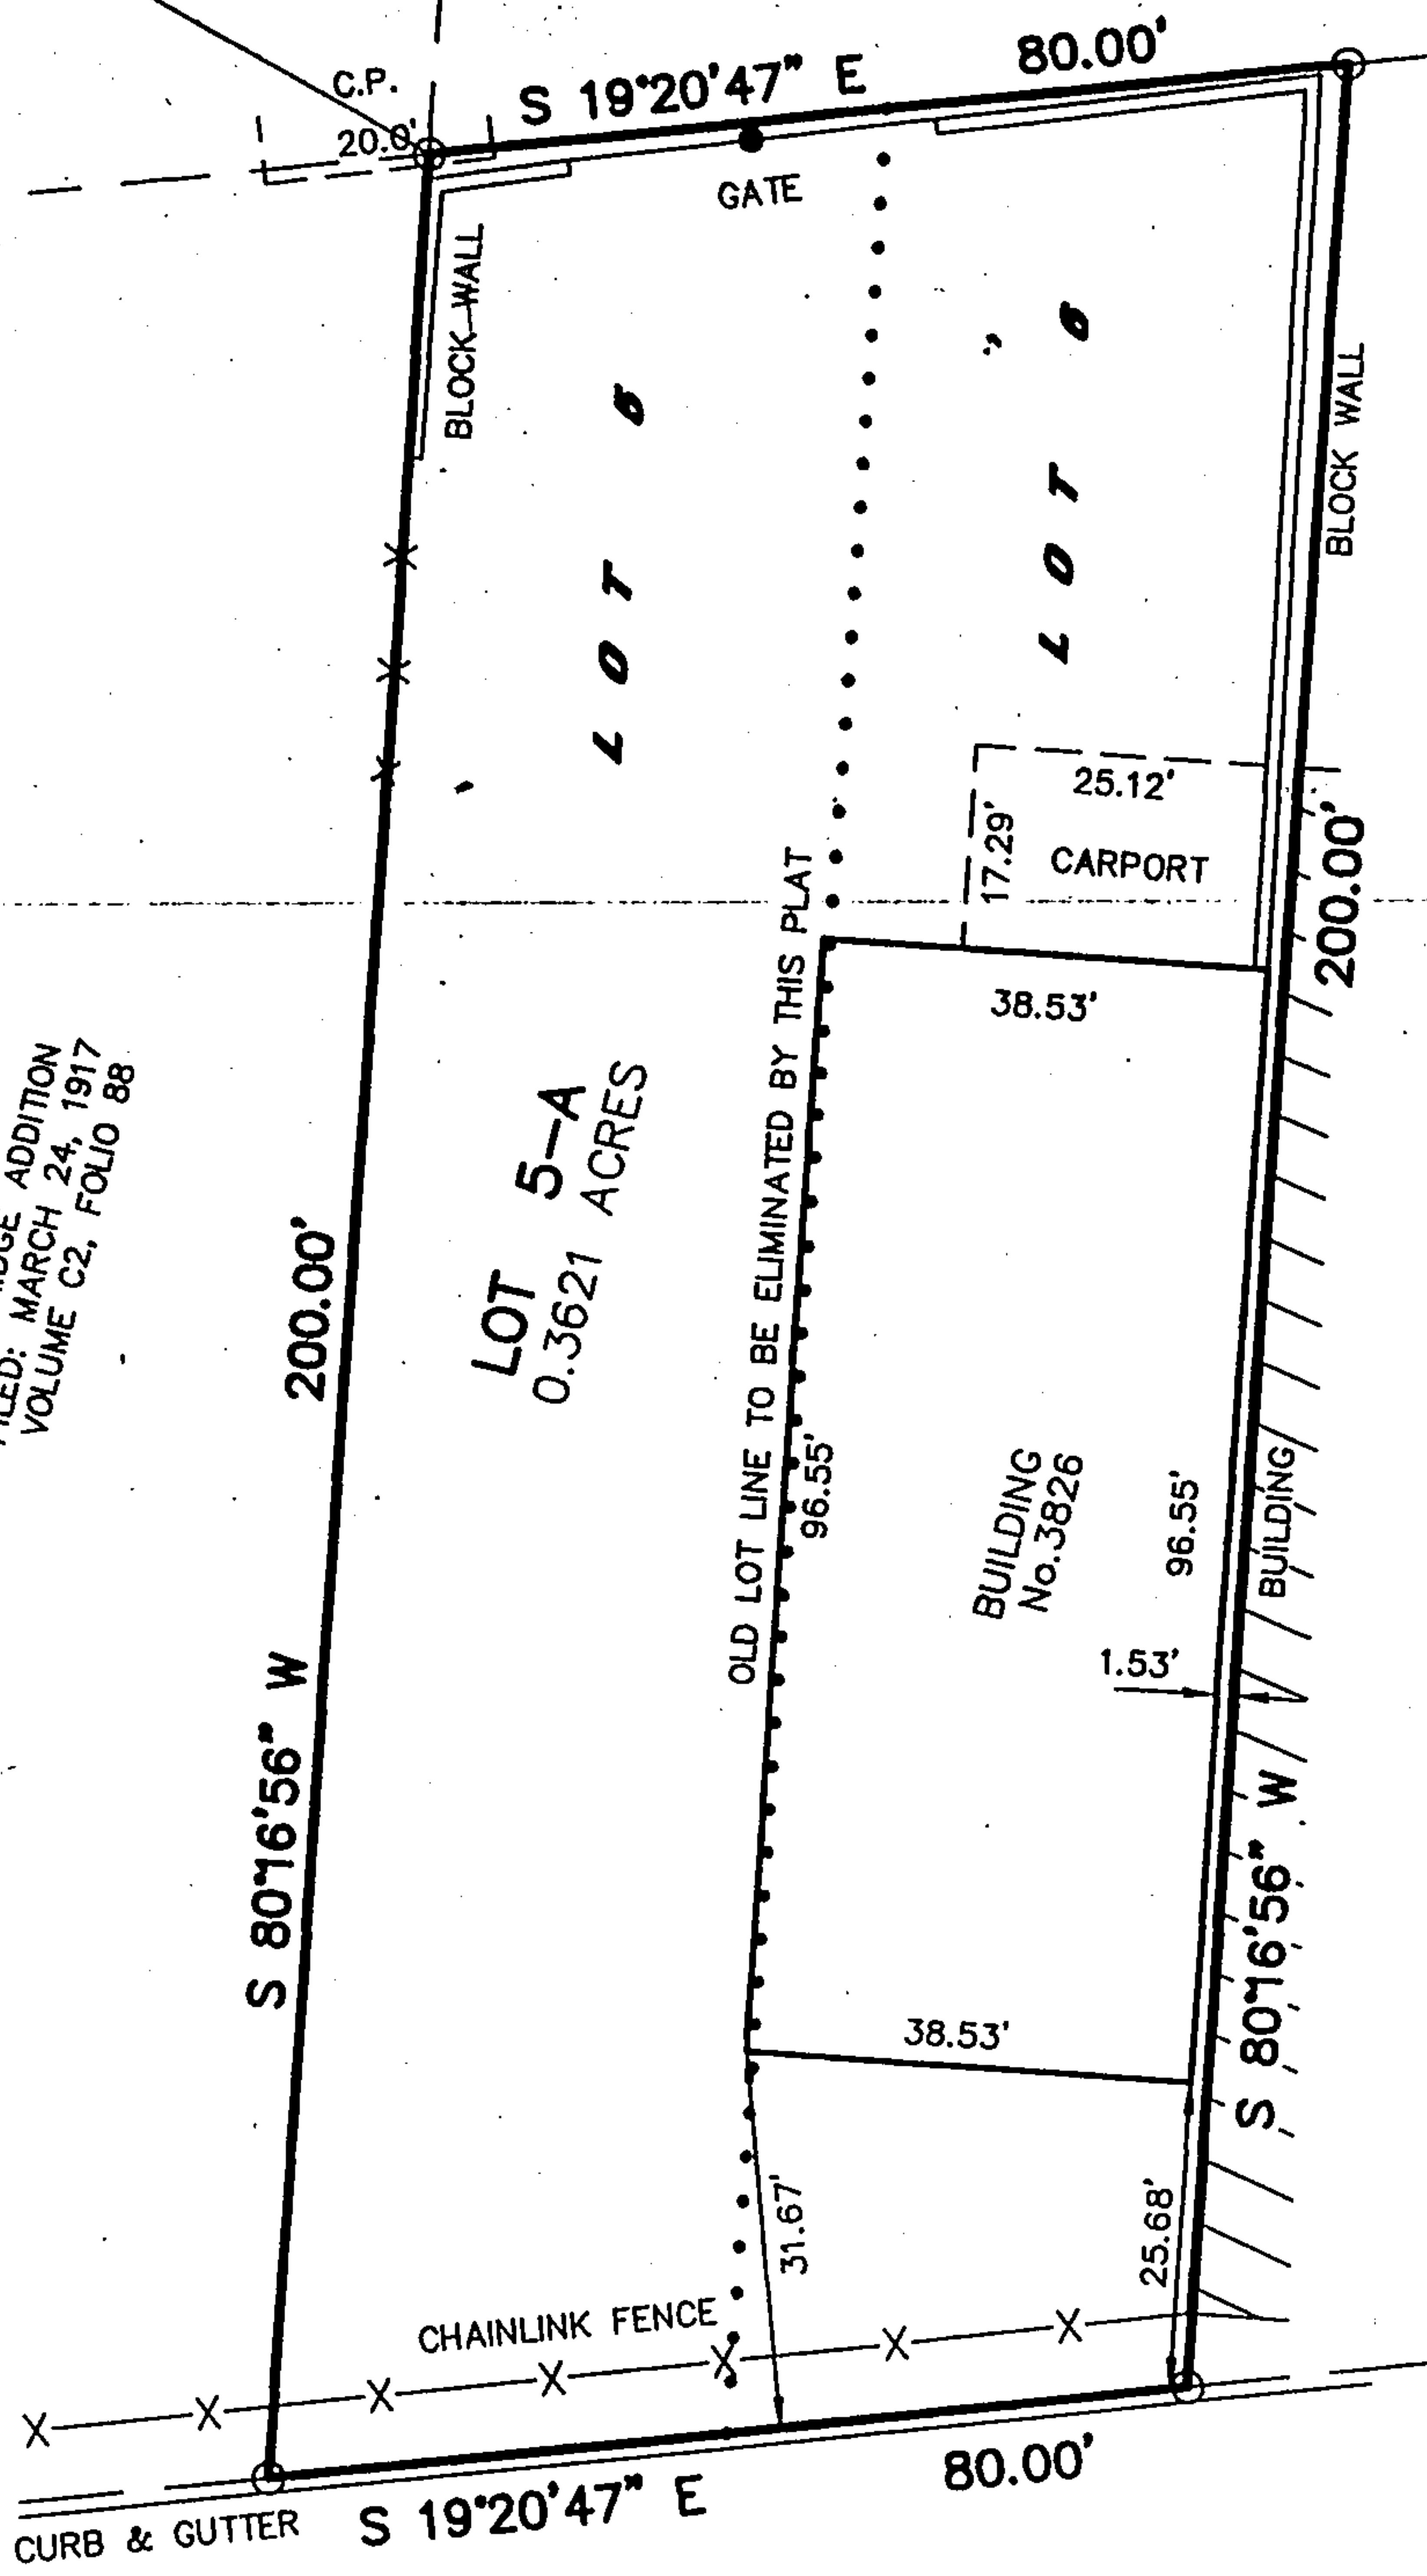 C.P.
20.0'
S 19°20'47" E
80.00'
GATE
BLOCK WALL
LOT 5
LOT 6
BLOCK WALL
25.12'
17.29'
CARPORT
200.00'
38.53'
ADDITION
FILED: MARCH 24, 1917
VOLUME C2, FOLIO 88
200.00'
LOT 5-A
0.3621 ACRES
OLD LOT LINE TO BE ELIMINATED BY THIS PLAT
96.55'
BUILDING
No.3826
96.55'
BUILDING
1.53'
S 80°16'56" W
S 80°16'56" W
38.53'
31.67'
25.68'
CHAINLINK FENCE
80.00'
S 19°20'47" E
CURB & GUTTER